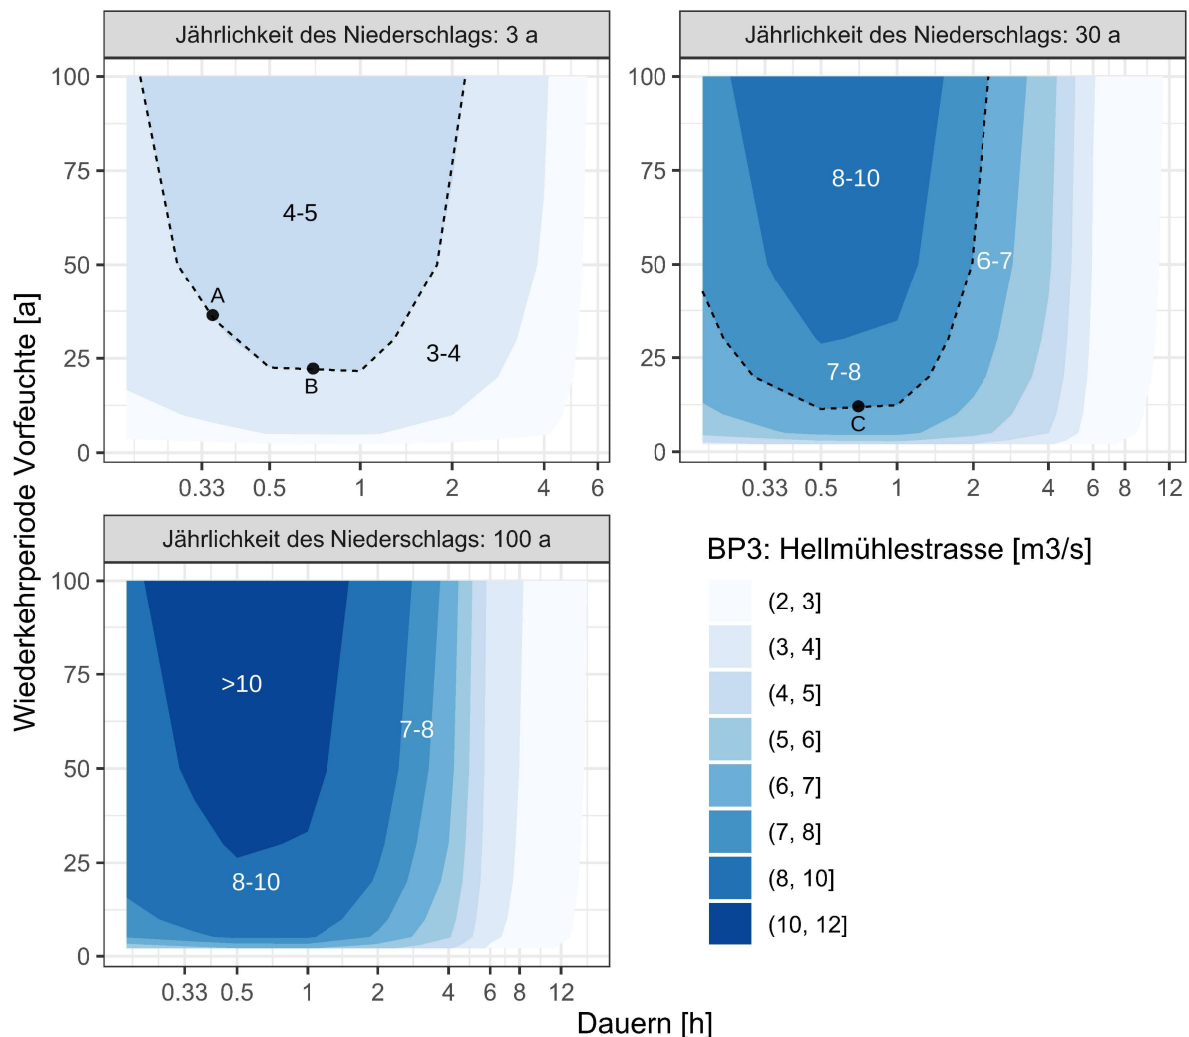 Jährlichkeit des Niederschlags: 3 a
100
75
50
25
0
4-5
A
B
3-4
0.33 0.5 1 2 4 6
Jährlichkeit des Niederschlags: 30 a
100
75
50
25
0
8-10
6-7
7-8
C
0.33 0.5 1 2 4 6 8 12
Wiederkehrperiode Vorfeuchte [a]
Jährlichkeit des Niederschlags: 100 a
100
75
50
25
0
>10
7-8
8-10
0.33 0.5 1 2 4 6 8 12
Dauern [h]
BP3: Hellmühlestrasse [m3/s]
(2, 3]
(3, 4]
(4, 5]
(5, 6]
(6, 7]
(7, 8]
(8, 10]
(10, 12]